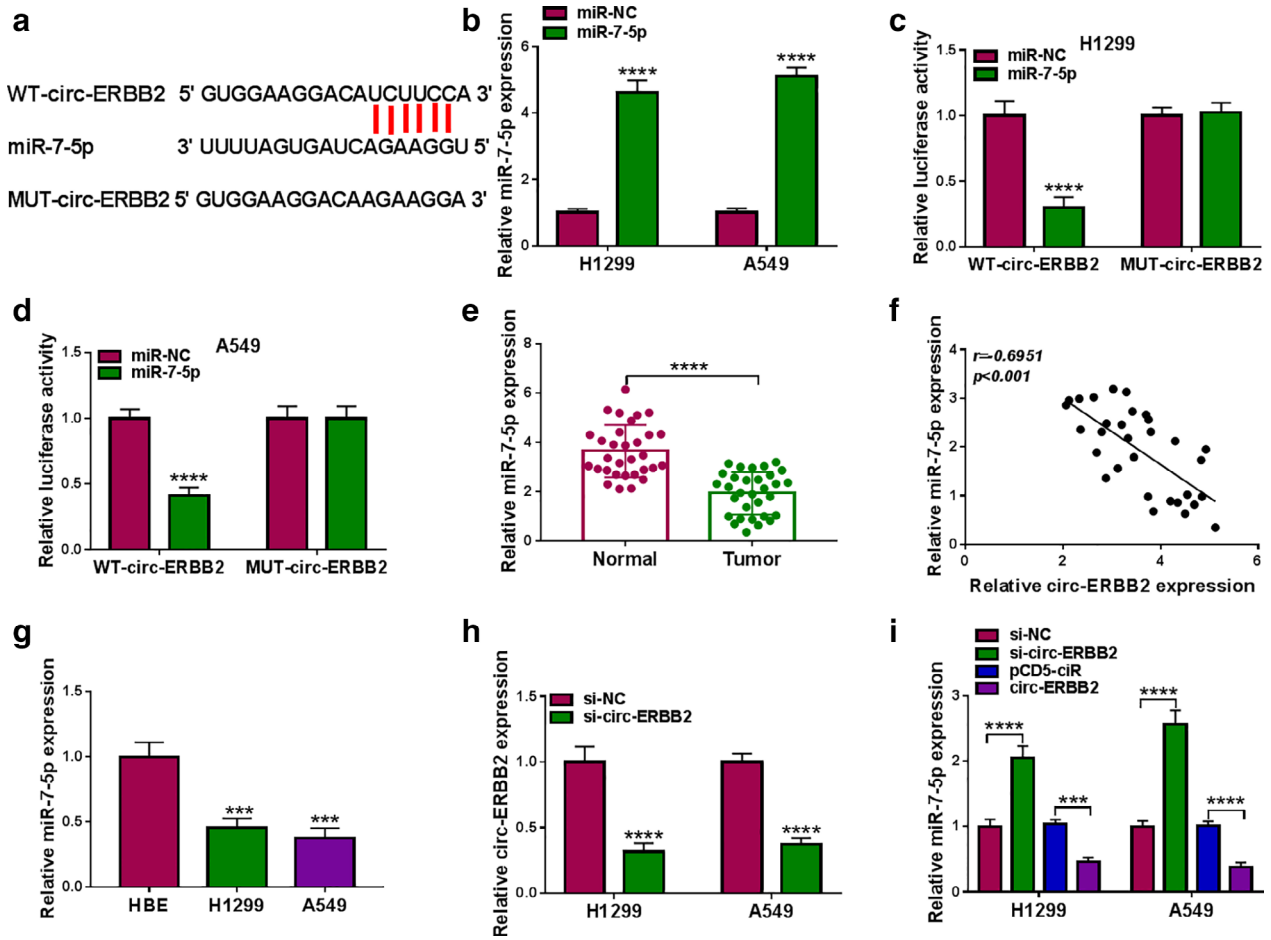 a
WT-circ-ERBB2 5' GUGGAAGGACAUCUUCCA 3'
miR-7-5p 3' UUUUAGUGAUCAGAAGGU 5'
MUT-circ-ERBB2 5' GUGGAAGGACAAGAAGGA 3'
b
miR-NC
miR-7-5p
Relative miR-7-5p expression
6
4
2
0
****
****
H1299
A549
c
H1299
miR-NC
miR-7-5p
Relative luciferase activity
1.5
1.0
0.5
0.0
****
WT-circ-ERBB2
MUT-circ-ERBB2
d
A549
miR-NC
miR-7-5p
Relative luciferase activity
1.5
1.0
0.5
0.0
****
WT-circ-ERBB2
MUT-circ-ERBB2
e
Relative miR-7-5p expression
8
6
4
2
0
****
Normal
Tumor
f
Relative miR-7-5p expression
4
3
2
1
0
r=-0.6951
p<0.001
0
2
4
6
Relative circ-ERBB2 expression
g
Relative miR-7-5p expression
1.5
1.0
0.5
0.0
***
***
HBE
H1299
A549
h
si-NC
si-circ-ERBB2
Relative circ-ERBB2 expression
1.5
1.0
0.5
0.0
****
****
H1299
A549
i
si-NC
si-circ-ERBB2
pCD5-ciR
circ-ERBB2
Relative miR-7-5p expression
3
2
1
0
****
***
****
****
H1299
A549